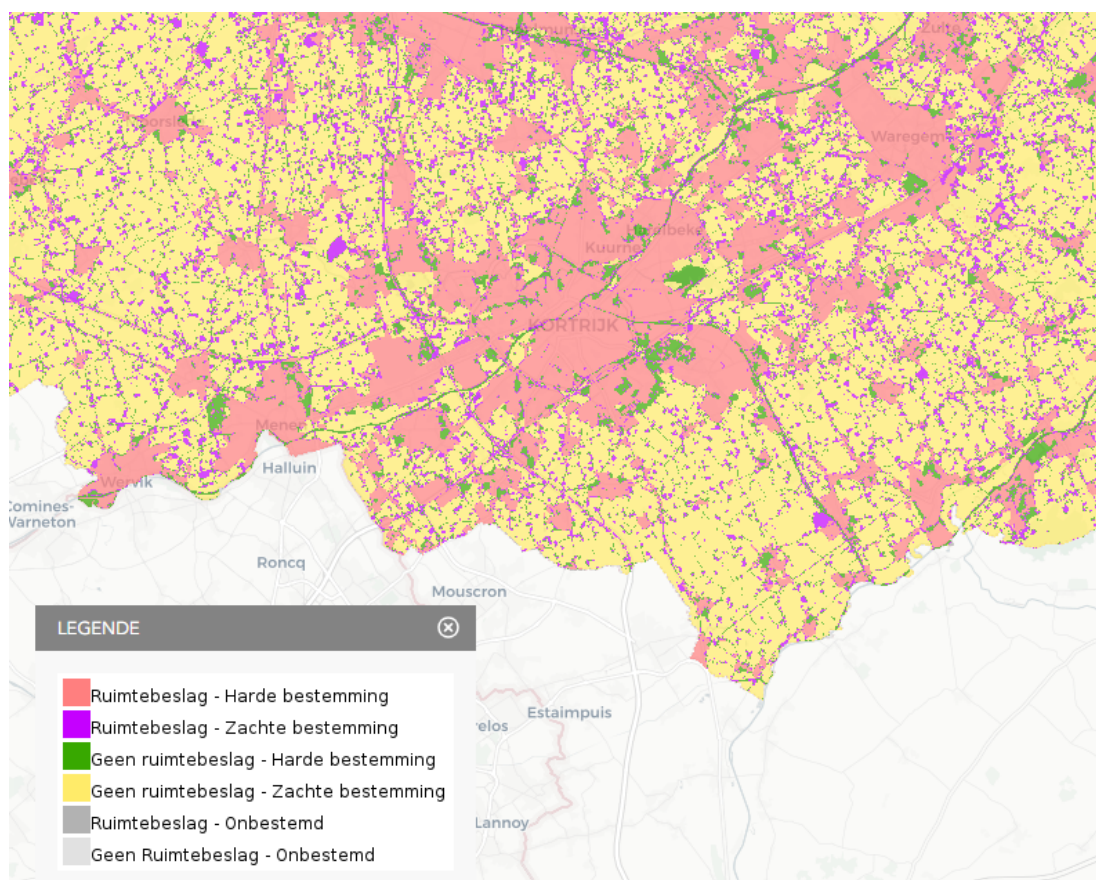 Waregem
Kuurne
KORTRIJK
Menen
Halluin
Wervik
Comines-
Warneton
Roncq
Mouscron
LEGENDE
Estaimpuis
relos
Lannoy
Ruimtebeslag - Harde bestemming
Ruimtebeslag - Zachte bestemming
Geen ruimtebeslag - Harde bestemming
Geen ruimtebeslag - Zachte bestemming
Ruimtebeslag - Onbestemd
Geen Ruimtebeslag - Onbestemd